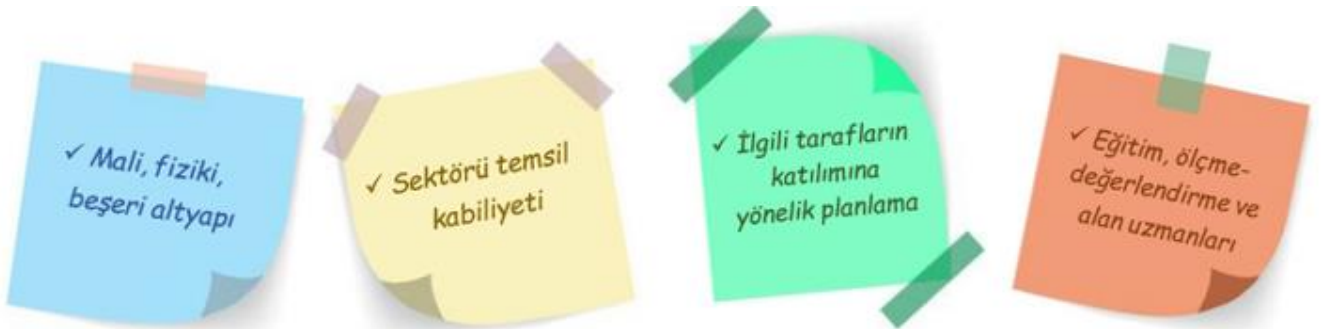 ✓ Mali, fiziki,
beşeri altyapı
✓ Sektörü temsil
kabiliyeti
✓ İlgili tarafların
katılımına
yönelik planlama
✓ Eğitim, ölçme-
değerlendirme ve
alan uzmanları